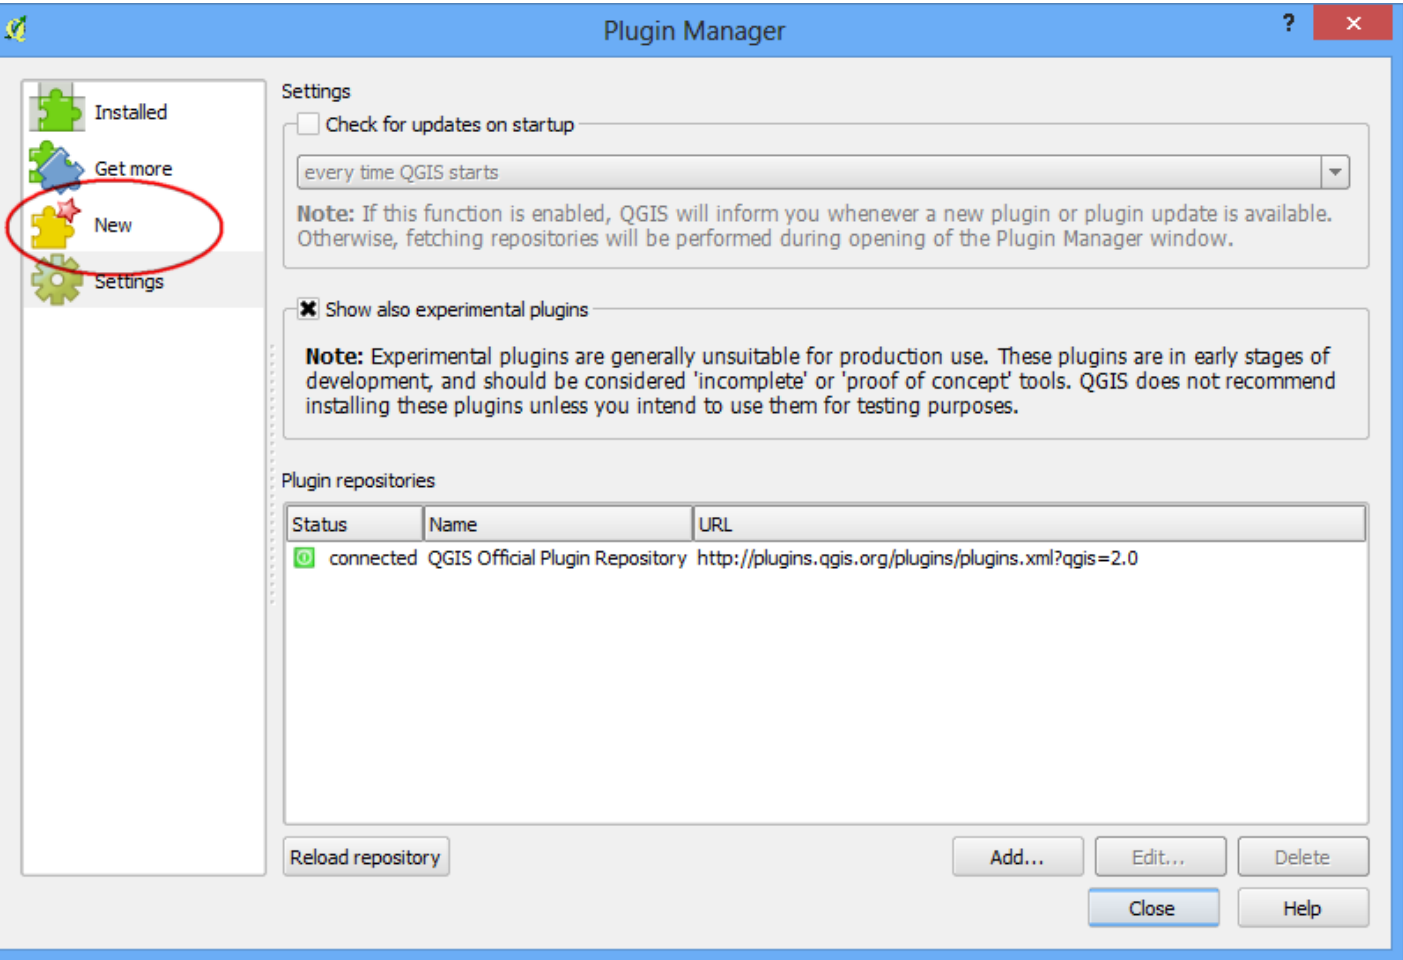 Plugin Manager
?
Installed
Get more
New
Settings
Settings
Check for updates on startup
every time QGIS starts
Note: If this function is enabled, QGIS will inform you whenever a new plugin or plugin update is available.
Otherwise, fetching repositories will be performed during opening of the Plugin Manager window.
Show also experimental plugins
Note: Experimental plugins are generally unsuitable for production use. These plugins are in early stages of
development, and should be considered 'incomplete' or 'proof of concept' tools. QGIS does not recommend
installing these plugins unless you intend to use them for testing purposes.
Plugin repositories
Status Name URL
connected QGIS Official Plugin Repository http://plugins.qgis.org/plugins/plugins.xml?qgis=2.0
Reload repository Add... Edit... Delete
Close Help